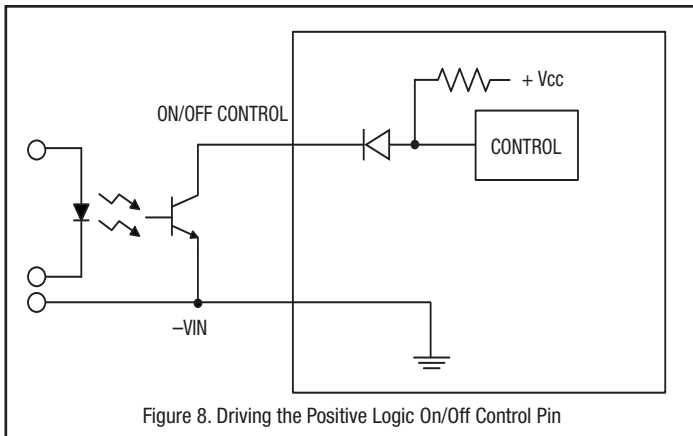 + Vcc
ON/OFF CONTROL
CONTROL
–VIN
Figure 8. Driving the Positive Logic On/Off Control Pin